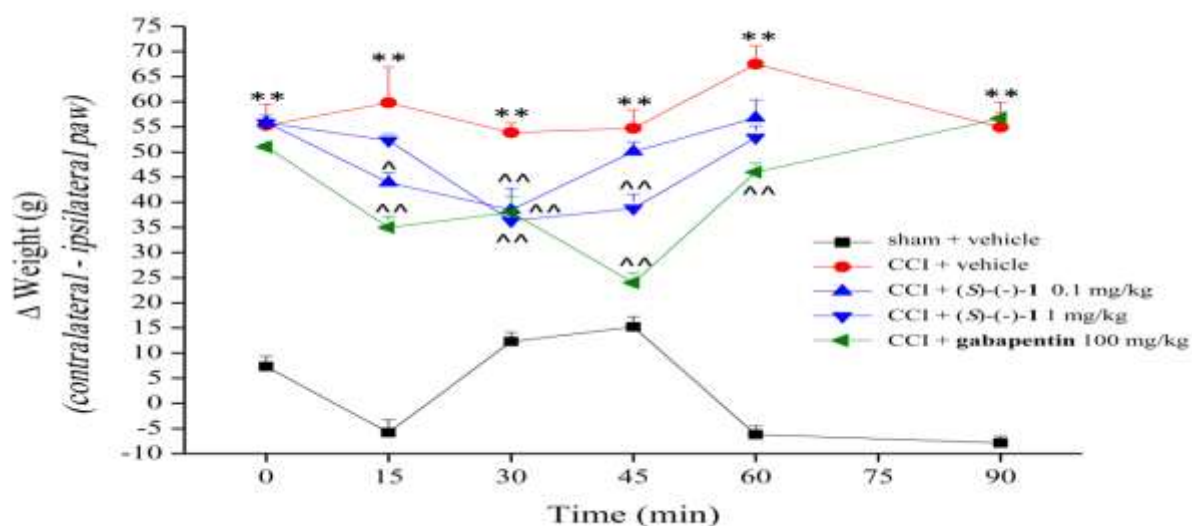 75
70
65
60
55
50
45
40
35
30
25
20
15
10
5
0
-5
-10
Δ Weight (g)
(contralateral - ipsilateral paw)
** ** ** ** ** **
^ ^^ ^^
^^ ^^ ^^
^^ ^^
sham + vehicle
CCI + vehicle
CCI + (S)-(-)-1 0.1 mg/kg
CCI + (S)-(-)-1 1 mg/kg
CCI + gabapentin 100 mg/kg
0 15 30 45 60 75 90
Time (min)